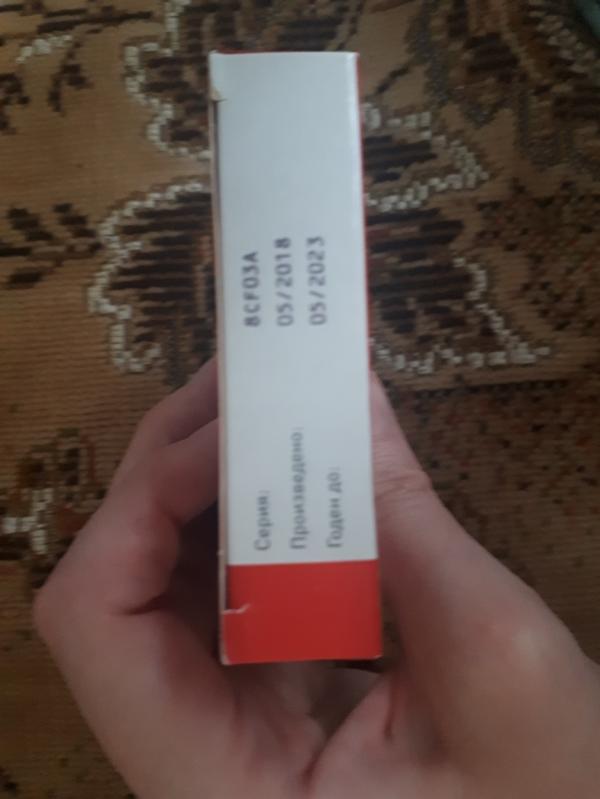 Серия: 8CF03A
Произведено: 05/2018
Годен до: 05/2023